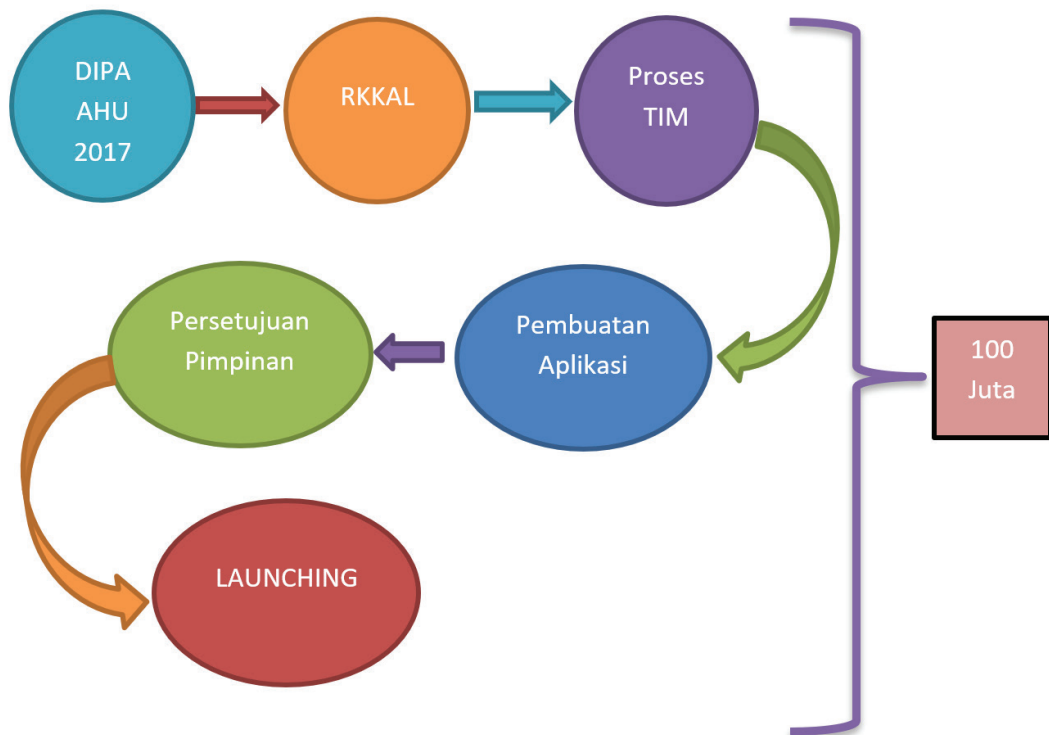 DIPA
AHU
2017
RKKAL
Proses
TIM
Persetujuan
Pimpinan
Pembuatan
Aplikasi
100
Juta
LAUNCHING